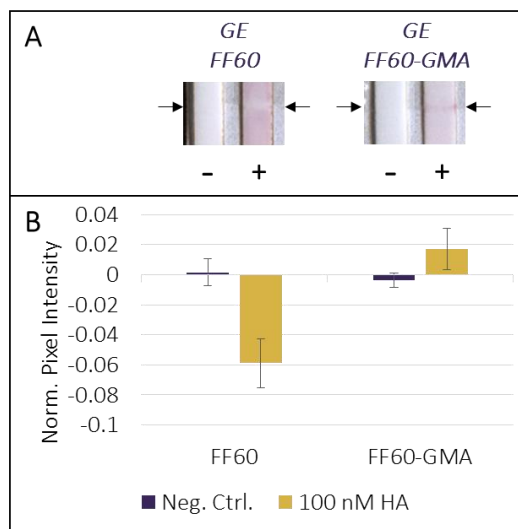 A
GE
FF60
GE
FF60-GMA
- +
- +
B
Norm. Pixel Intensity
0.04
0.02
0
-0.02
-0.04
-0.06
-0.08
-0.1
FF60 FF60-GMA
Neg. Ctrl. 100 nM HA